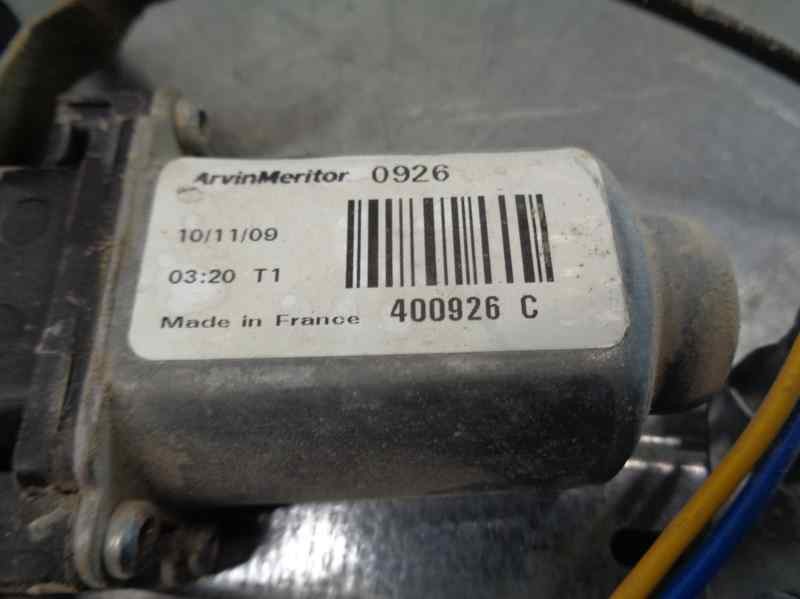 ArvinMeritor 0926
10/11/09
03:20 T1
Made in France 400926 C